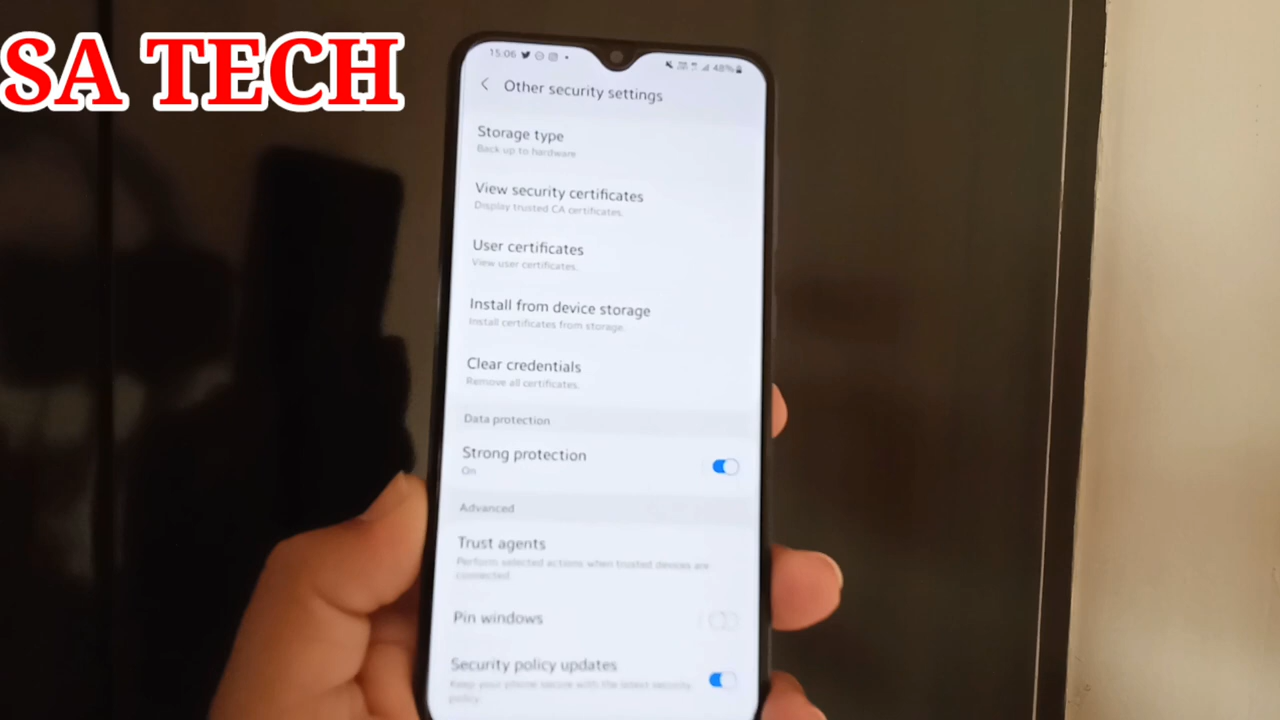 SA TECH
15:06
48%
Other security settings
Storage type
Back up to hardware
View security certificates
Display trusted CA certificates.
User certificates
View user certificates.
Install from device storage
Install certificates from storage.
Clear credentials
Remove all certificates.
Data protection
Strong protection
On
Advanced
Trust agents
Perform selected actions when trusted devices are
connected.
Pin windows
Security policy updates
Keep your phone secure with the latest security
policy.